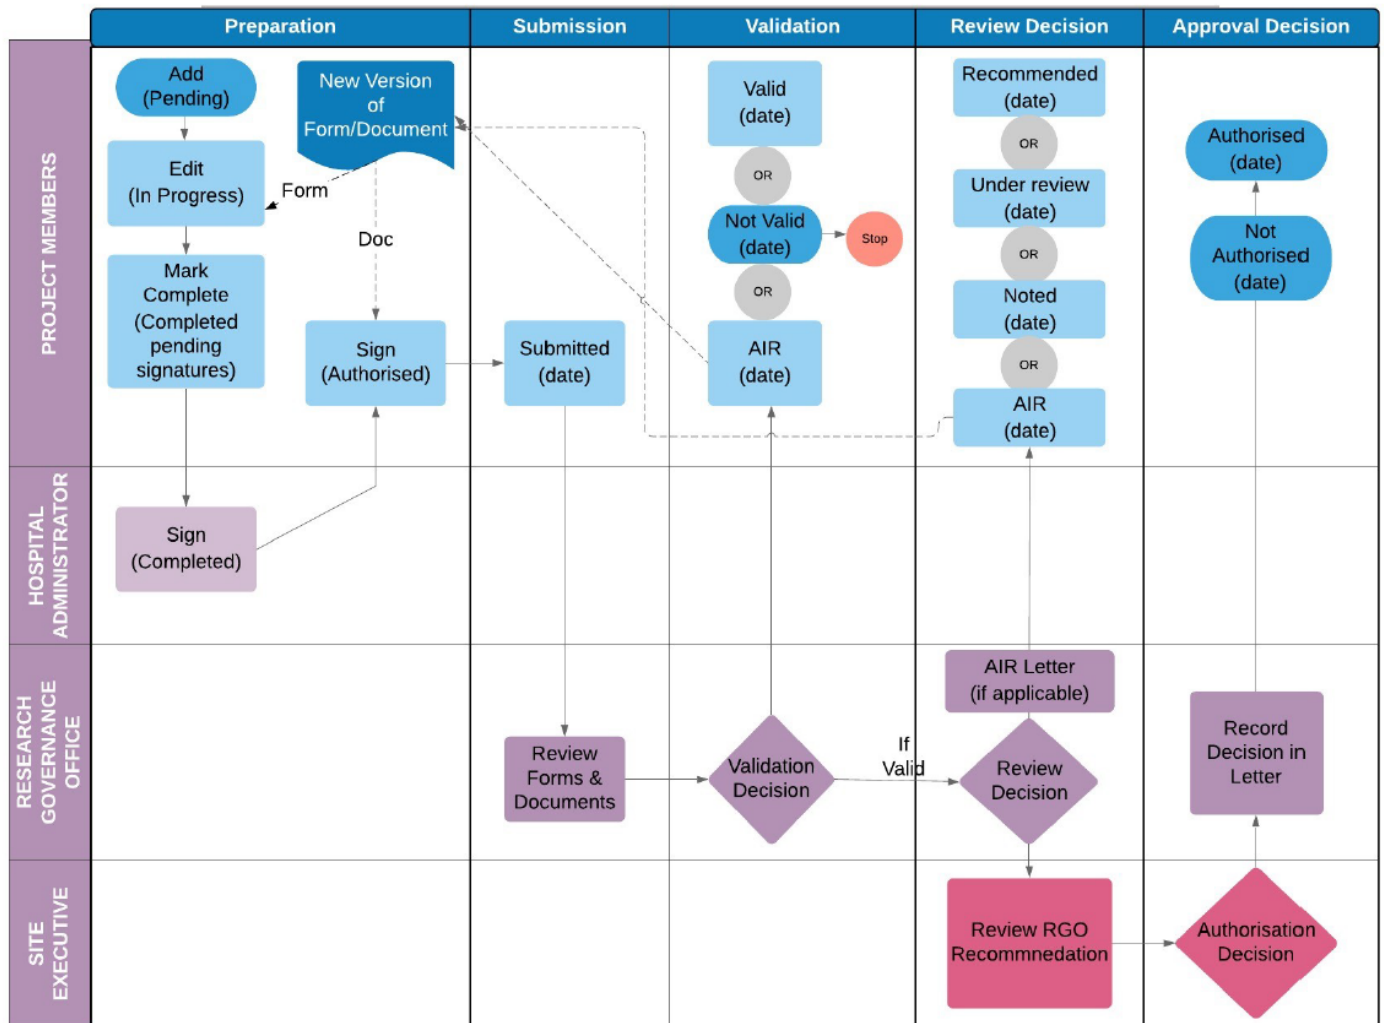 Preparation
Submission
Validation
Review Decision
Approval Decision
PROJECT MEMBERS
Add
(Pending)
New Version
of
Form/Document
Edit
(In Progress)
Form
Doc
Mark
Complete
(Completed
pending
signatures)
Sign
(Authorised)
Submitted
(date)
Valid
(date)
OR
Not Valid
(date)
Stop
OR
AIR
(date)
Recommended
(date)
OR
Under review
(date)
OR
Noted
(date)
OR
AIR
(date)
Authorised
(date)
Not
Authorised
(date)
HOSPITAL
ADMINISTRATOR
Sign
(Completed)
RESEARCH
GOVERNANCE
OFFICE
Review
Forms &
Documents
Validation
Decision
If
Valid
AIR Letter
(if applicable)
Review
Decision
Record
Decision in
Letter
SITE
EXECUTIVE
Review RGO
Recommnedation
Authorisation
Decision